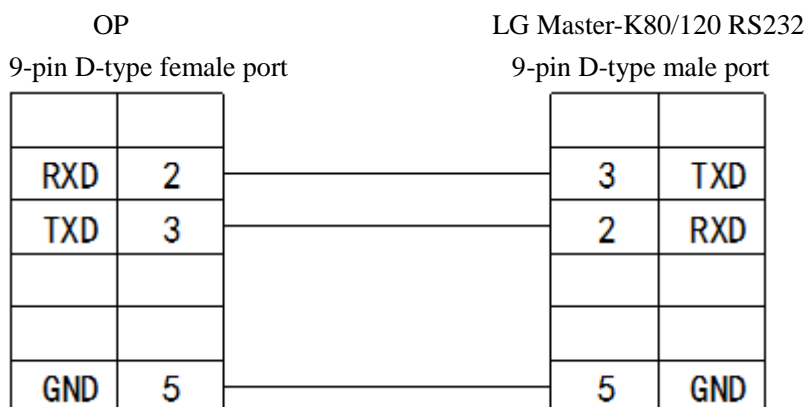 OP LG Master-K80/120 RS232
9-pin D-type female port 9-pin D-type male port
RXD 2 3 TXD
TXD 3 2 RXD
GND 5 5 GND